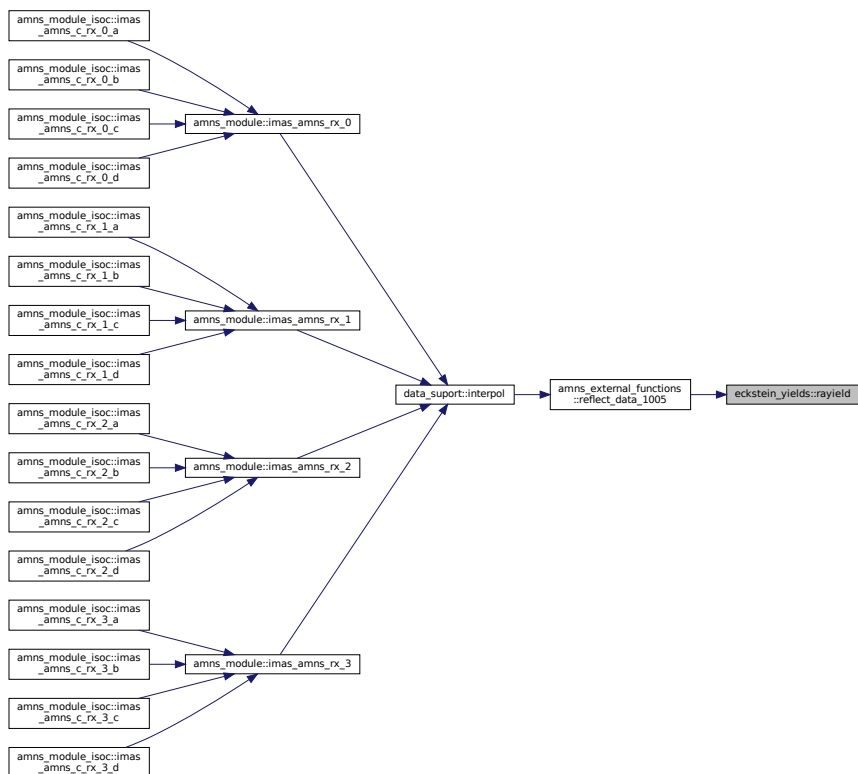 amns_module_isoc::imas
_amns_c_rx_0_a
amns_module_isoc::imas
_amns_c_rx_0_b
amns_module_isoc::imas
_amns_c_rx_0_c
amns_module_isoc::imas
_amns_c_rx_0_d
amns_module::imas_amns_rx_0
amns_module_isoc::imas
_amns_c_rx_1_a
amns_module_isoc::imas
_amns_c_rx_1_b
amns_module_isoc::imas
_amns_c_rx_1_c
amns_module_isoc::imas
_amns_c_rx_1_d
amns_module::imas_amns_rx_1
amns_module_isoc::imas
_amns_c_rx_2_a
amns_module_isoc::imas
_amns_c_rx_2_b
amns_module_isoc::imas
_amns_c_rx_2_c
amns_module_isoc::imas
_amns_c_rx_2_d
amns_module::imas_amns_rx_2
amns_module_isoc::imas
_amns_c_rx_3_a
amns_module_isoc::imas
_amns_c_rx_3_b
amns_module_isoc::imas
_amns_c_rx_3_c
amns_module_isoc::imas
_amns_c_rx_3_d
amns_module::imas_amns_rx_3
data_suport::interpol
amns_external_functions
::reflect_data_1005
eckstein_yields::rayield